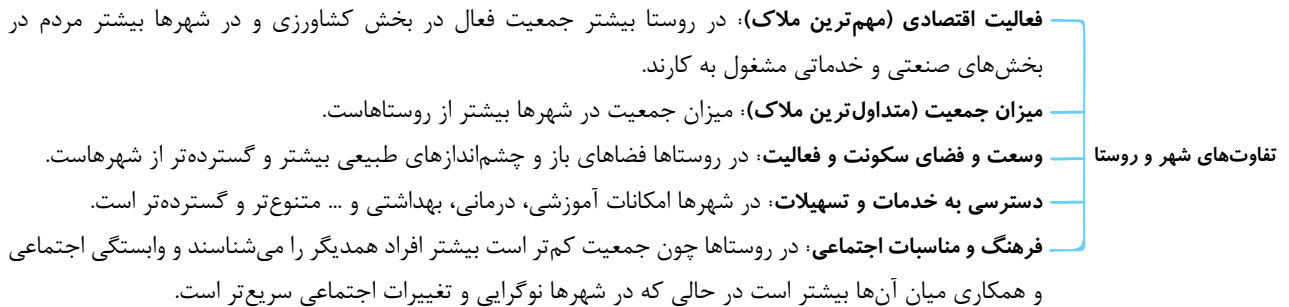 فعالیت اقتصادی (مهم‌ترین ملاک): در روستا بیشتر جمعیت فعال در بخش کشاورزی و در شهرها بیشتر مردم در
بخش‌های صنعتی و خدماتی مشغول به کارند.
میزان جمعیت (متداول‌ترین ملاک): میزان جمعیت در شهرها بیشتر از روستاهاست.
تفاوت‌های شهر و روستا
وسعت و فضای سکونت و فعالیت: در روستاها فضاهای باز و چشم‌اندازهای طبیعی بیشتر و گسترده‌تر از شهرهاست.
دسترسی به خدمات و تسهیلات: در شهرها امکانات آموزشی، درمانی، بهداشتی و ... متنوع‌تر و گسترده‌تر است.
فرهنگ و مناسبات اجتماعی: در روستاها چون جمعیت کم‌تر است بیشتر افراد همدیگر را می‌شناسند و وابستگی اجتماعی
و همکاری میان آن‌ها بیشتر است در حالی که در شهرها نوگرایی و تغییرات اجتماعی سریع‌تر است.